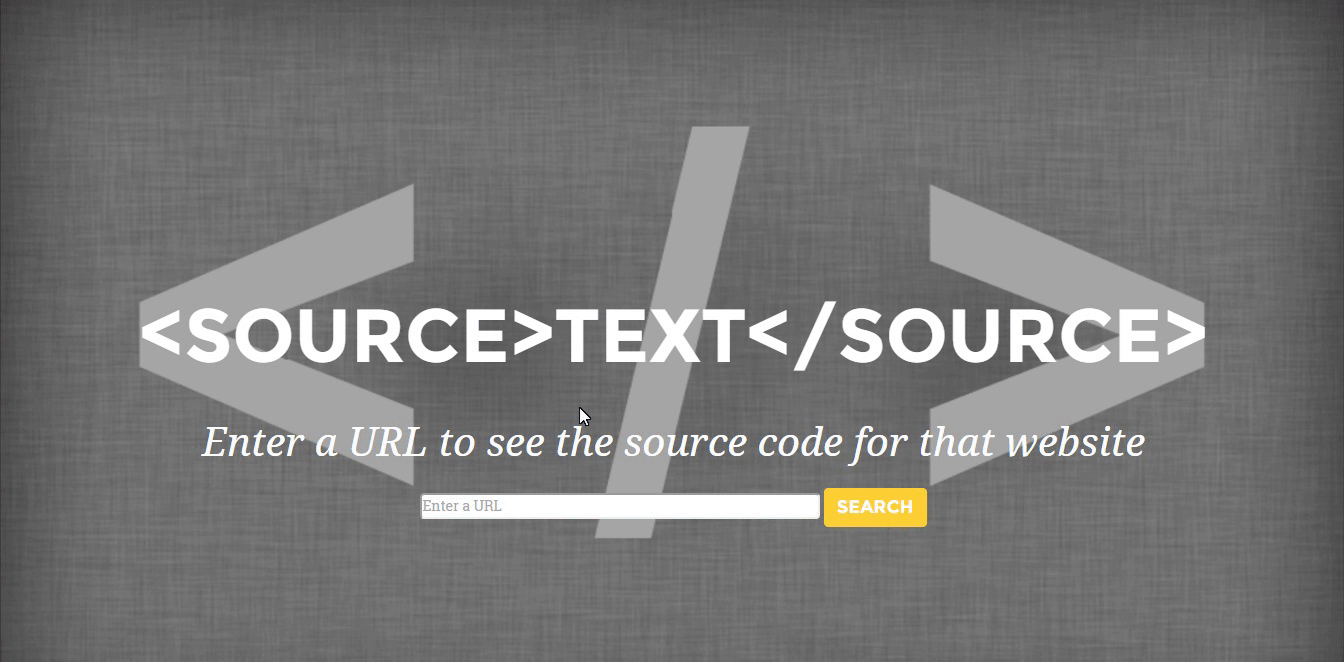 <SOURCE>TEXT</SOURCE>
Enter a URL to see the source code for that website
Enter a URL SEARCH